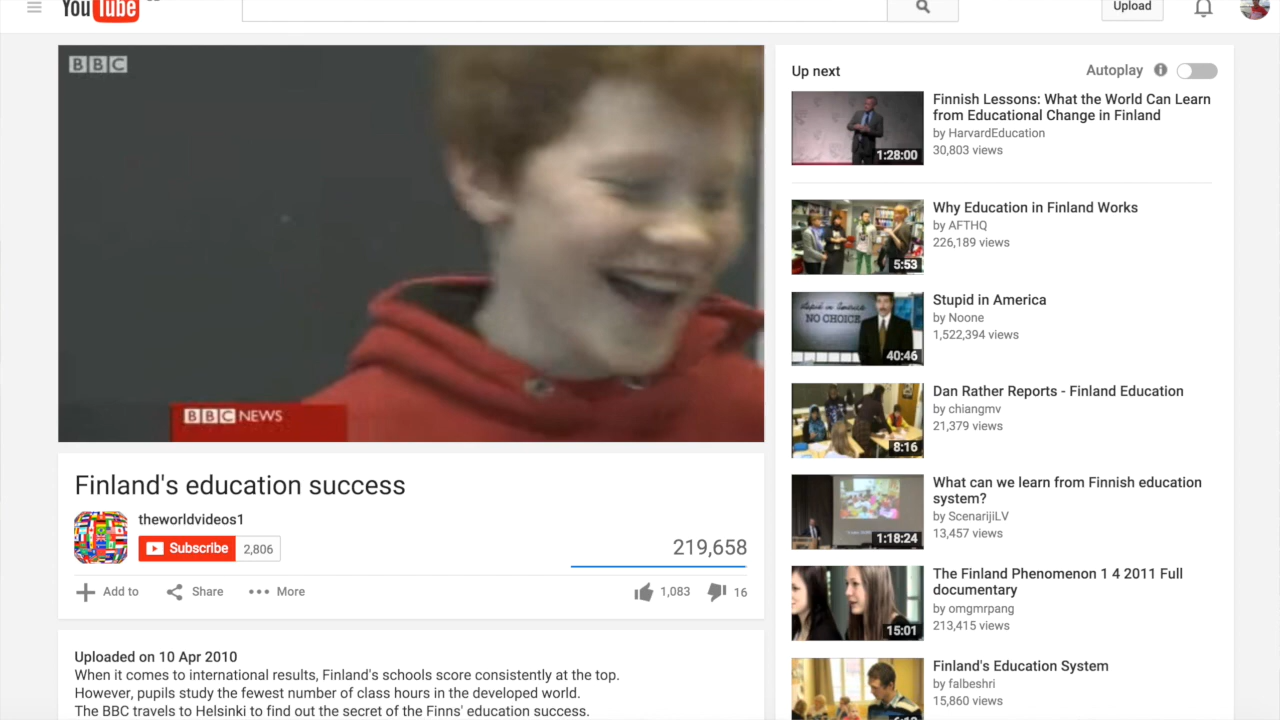 YouTube
Upload
BBC
BBC NEWS
Finland's education success
theworldvideos1
Subscribe 2,806
219,658
Add to Share More
1,083 16
Uploaded on 10 Apr 2010
When it comes to international results, Finland's schools score consistently at the top.
However, pupils study the fewest number of class hours in the developed world.
The BBC travels to Helsinki to find out the secret of the Finns' education success.
Up next
Autoplay
Finnish Lessons: What the World Can Learn
from Educational Change in Finland
by HarvardEducation
30,803 views
1:28:00
Why Education in Finland Works
by AFTHQ
226,189 views
5:53
Stupid in America
by Noone
1,522,394 views
stupid in America
NO CHOICE
40:46
Dan Rather Reports - Finland Education
by chiangmv
21,379 views
8:16
What can we learn from Finnish education
system?
by ScenarijiLV
13,457 views
1:18:24
The Finland Phenomenon 1 4 2011 Full
documentary
by omgmrpang
213,415 views
15:01
Finland's Education System
by falbeshri
15,860 views